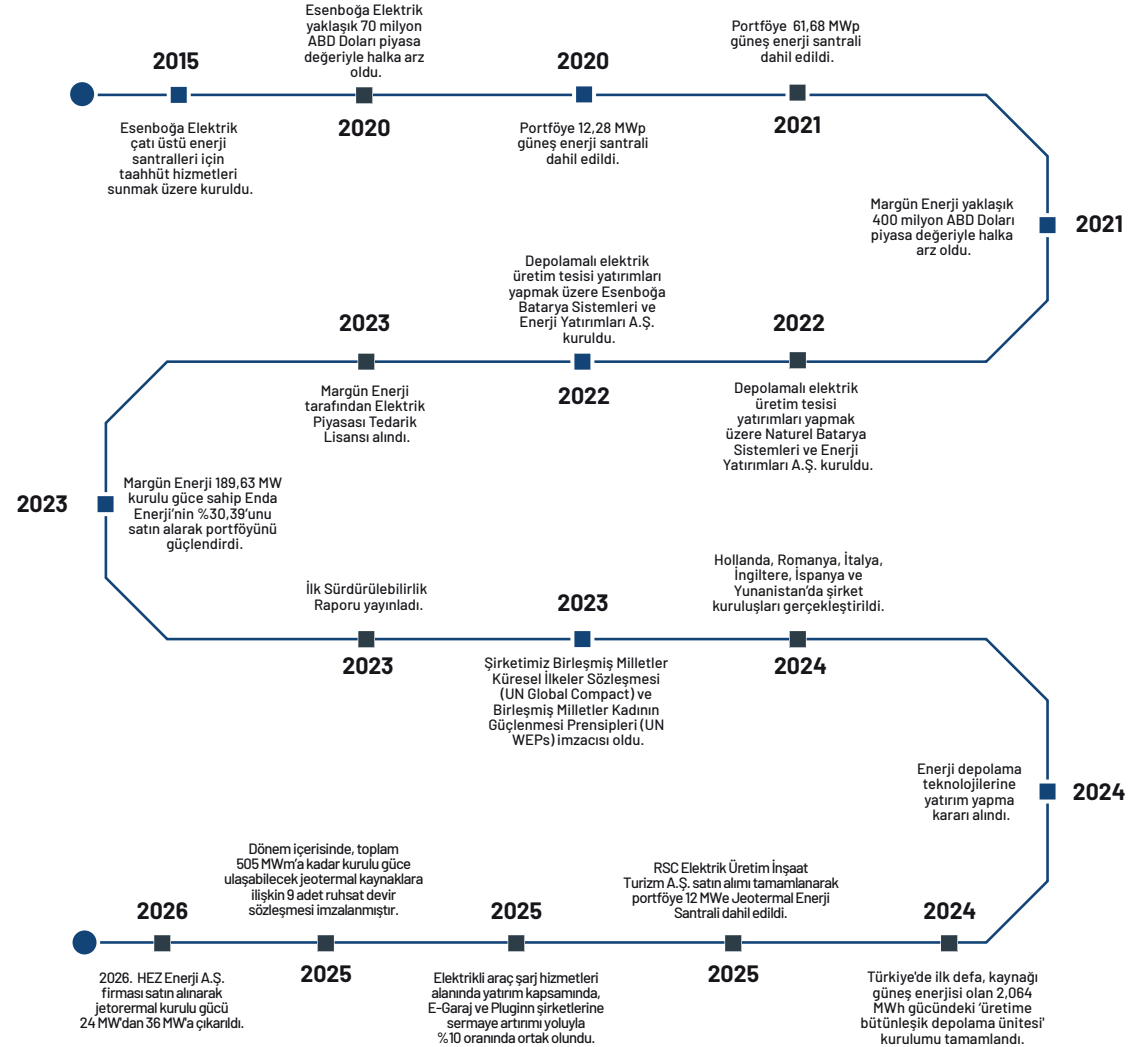 2015
Esenboğa Elektrik
çatı üstü enerji
santralleri için
taahhüt hizmetleri
sunmak üzere kuruldu.
Esenboğa Elektrik
yaklaşık 70 milyon
ABD Doları piyasa
değeriyle halka arz
oldu.
2020
2020
Portföye 12,28 MWp
güneş enerji santrali
dahil edildi.
Portföye 61,68 MWp
güneş enerji santrali
dahil edildi.
2021
Margün Enerji yaklaşık
400 milyon ABD Doları
piyasa değeriyle halka
arz oldu.
2021
2022
Depolamalı elektrik
üretim tesisi
yatırımları yapmak
üzere Naturel Batarya
Sistemleri ve Enerji
Yatırımları A.Ş. kuruldu.
Depolamalı elektrik
üretim tesisi yatırımları
yapmak üzere Esenboğa
Batarya Sistemleri ve
Enerji Yatırımları A.Ş.
kuruldu.
2022
2023
Margün Enerji
tarafından Elektrik
Piyasası Tedarik
Lisansı alındı.
2023
Margün Enerji 189,63 MW
kurulu güce sahip Enda
Enerji’nin %30,39’unu
satın alarak portföyünü
güçlendirdi.
İlk Sürdürülebilirlik
Raporu yayınladı.
2023
2023
Şirketimiz Birleşmiş Milletler
Küresel İlkeler Sözleşmesi
(UN Global Compact) ve
Birleşmiş Milletler Kadının
Güçlenmesi Prensipleri (UN
WEPs) imzacısı oldu.
Hollanda, Romanya, İtalya,
İngiltere, İspanya ve
Yunanistan’da şirket
kuruluşları gerçekleştirildi.
2024
Enerji depolama
teknolojilerine
yatırım yapma
kararı alındı.
2024
2024
Türkiye'de ilk defa, kaynağı
güneş enerjisi olan 2,064
MWh gücündeki ‘üretime
bütünleşik depolama ünitesi’
kurulumu tamamlandı.
RSC Elektrik Üretim İnşaat
Turizm A.Ş. satın alımı tamamlanarak
portföye 12 MWe Jeotermal Enerji
Santrali dahil edildi.
2025
2025
Elektrikli araç şarj hizmetleri
alanında yatırım kapsamında,
E-Garaj ve Pluginn şirketlerine
sermaye artırımı yoluyla
%10 oranında ortak olundu.
Dönem içerisinde, toplam
505 MWm’a kadar kurulu güce
ulaşabilecek jeotermal kaynaklara
ilişkin 9 adet ruhsat devir
sözleşmesi imzalanmıştır.
2025
2026
2026. HEZ Enerji A.Ş.
firması satın alınarak
jetorermal kurulu gücü
24 MW'dan 36 MW'a çıkarıldı.